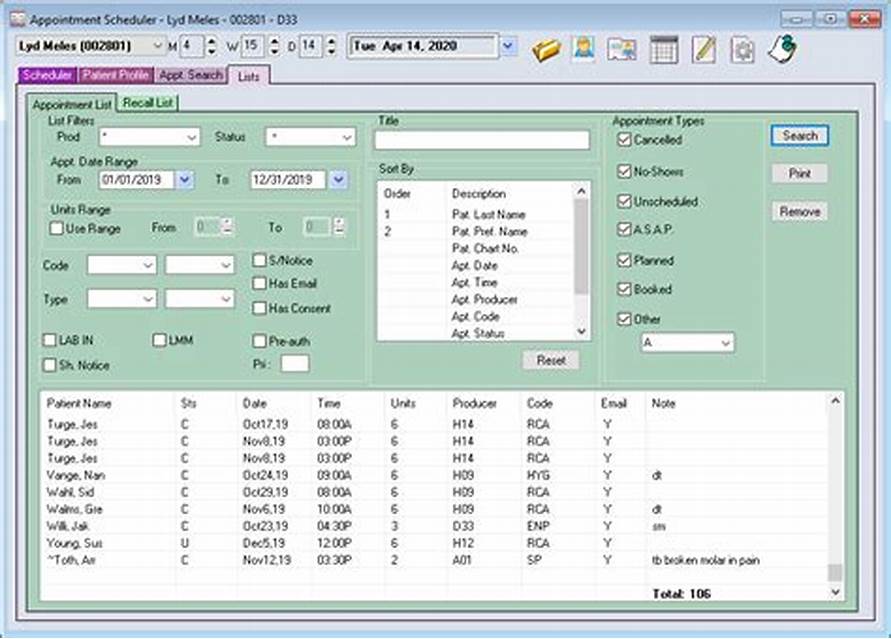 Appointment Scheduler - Lyd Meles - 002801 - D33
Lyd Meles (002801) M 4 W 15 D 14 Tue Apr 14, 2020
Scheduler Patient Profile Appt. Search Lists
Appointment List Recall List
List Filters
Prod * Status *
Appt. Date Range
From 01/01/2019 To 12/31/2019
Units Range
Use Range From 0 To 0
Code
Type
S/Notice
Has Email
Has Consent
LAB IN LMM Pre-auth
Sh. Notice Psi :
Title
Sort By
Order Description
1 Pat. Last Name
2 Pat. Pref. Name
Pat. Chart No.
Apt. Date
Apt. Time
Apt. Producer
Apt. Code
Apt. Status
Reset
Appointment Types
Cancelled
No-Shows
Unscheduled
A.S.A.P.
Planned
Booked
Other
A
Search
Print
Remove
Patient Name Sts Date Time Units Producer Code Email Note
Turge, Jes C Oct17,19 08:00A 6 H14 RCA Y
Turge, Jes C Nov8,19 03:00P 6 H14 RCA Y
Turge, Jes C Nov8,19 03:00P 6 H14 RCA Y
Vange, Nan C Oct24,19 09:00A 6 H09 HYG Y dt
Wahl, Sid C Oct29,19 08:00A 6 H09 RCA Y
Walms, Gre C Nov6,19 10:00A 6 H09 RCA Y dt
Willi, Jak C Oct23,19 04:30P 3 D33 ENP Y sm
Young, Sus U Dec5,19 12:00P 6 H12 RCA Y
~Toth, Arr C Nov12,19 03:30P 2 A01 SP Y tb broken molar in pain
Total: 106